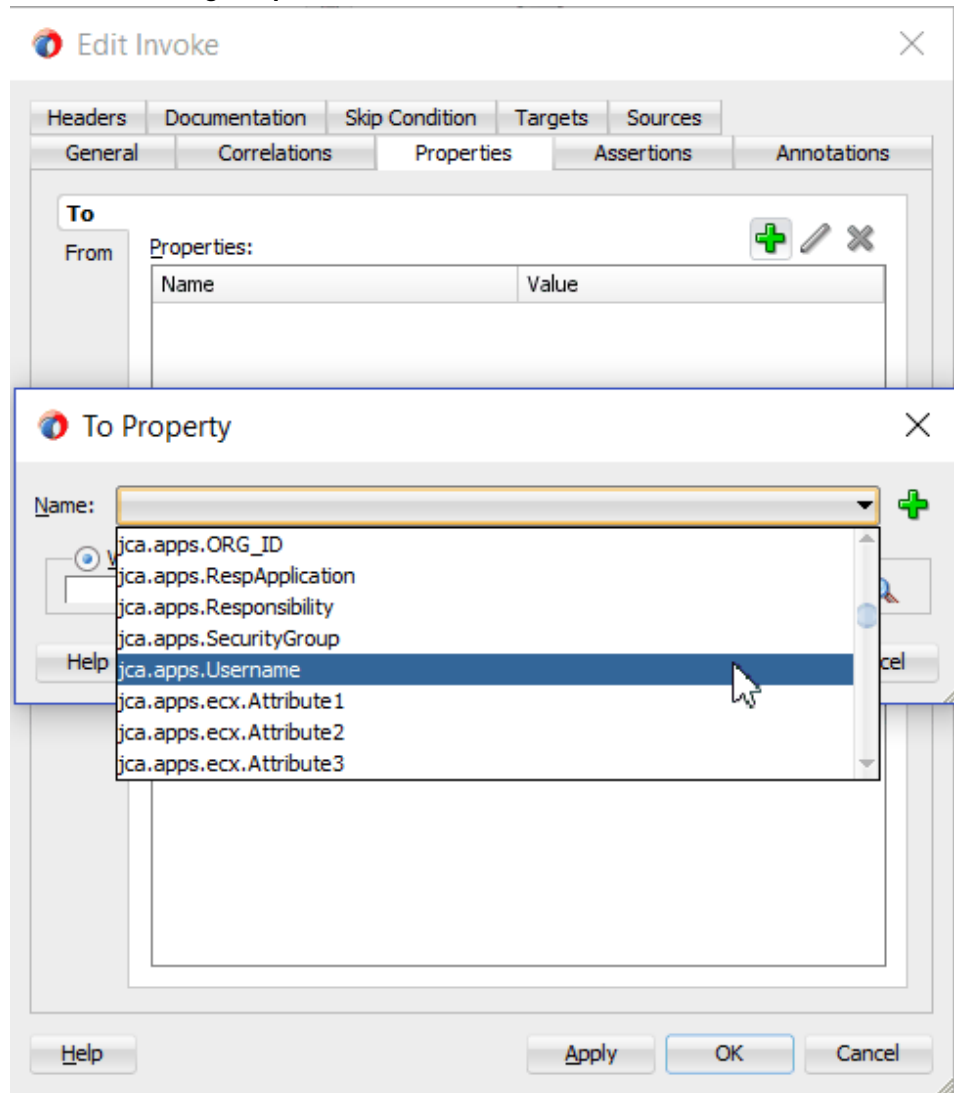 Edit Invoke
Headers Documentation Skip Condition Targets Sources
General Correlations Properties Assertions Annotations
To
From
Properties:
Name Value
To Property
Name:
jca.apps.ORG_ID
jca.apps.RespApplication
jca.apps.Responsibility
jca.apps.SecurityGroup
Help
jca.apps.Username
jca.apps.ecx.Attribute1
jca.apps.ecx.Attribute2
jca.apps.ecx.Attribute3
Help Apply OK Cancel